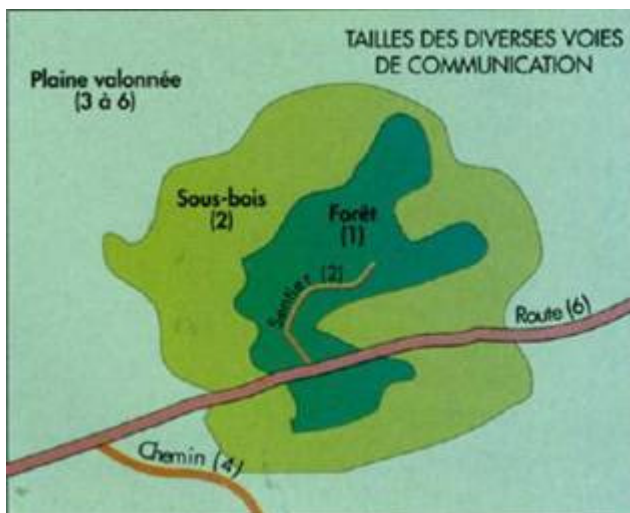 TAILLES DES DIVERSES VOIES
DE COMMUNICATION
Plaine valonnée
(3 à 6)
Sous-bois
(2)
Forêt
(1)
Sentier (2)
Route (6)
Chemin (4)